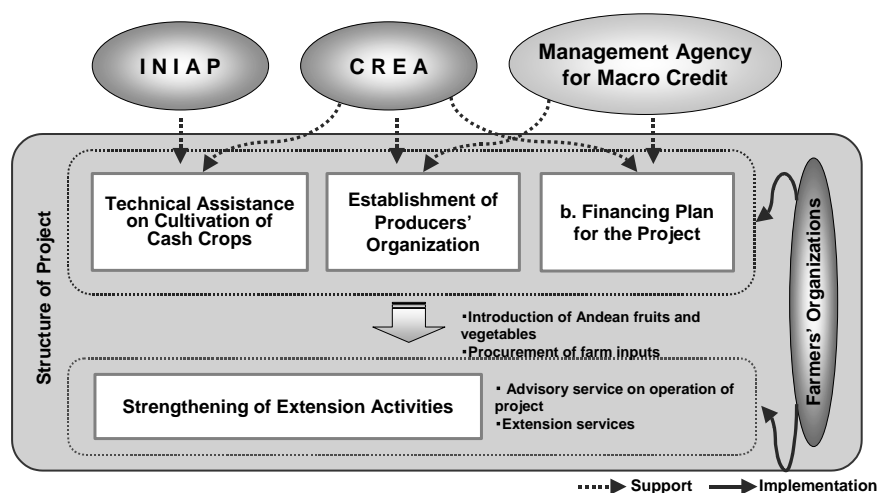 I N I A P
C R E A
Management Agency
for Macro Credit
Structure of Project
Technical Assistance
on Cultivation of
Cash Crops
Establishment of
Producers’
Organization
b. Financing Plan
for the Project
Farmers’ Organizations
・Introduction of Andean fruits and
vegetables
・Procurement of farm inputs
Strengthening of Extension Activities
・ Advisory service on operation of
project
・Extension services
Support
Implementation